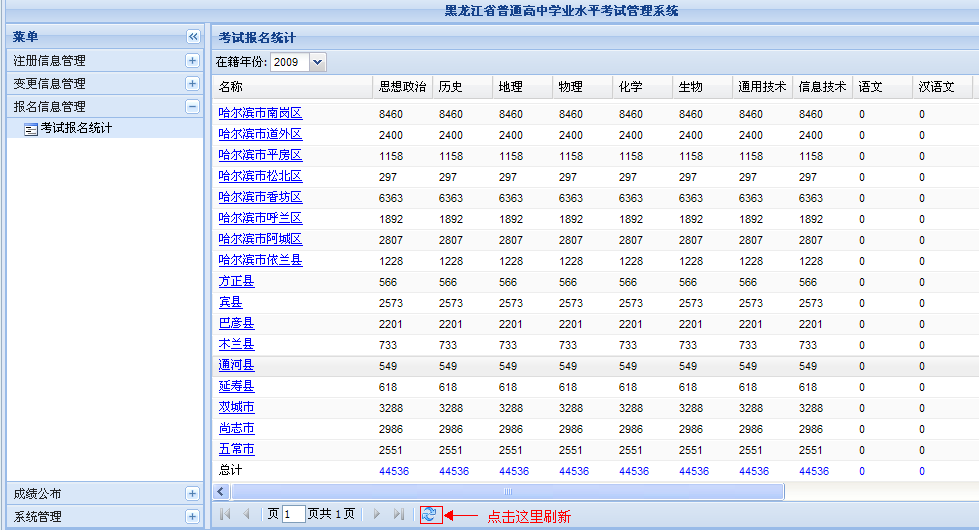 黑龙江省普通高中学业水平考试管理系统
菜单
注册信息管理
变更信息管理
报名信息管理
考试报名统计
成绩公布
系统管理
考试报名统计
在籍年份: 2009
名称 思想政治 历史 地理 物理 化学 生物 通用技术 信息技术 语文 汉语文
哈尔滨市南岗区 8460 8460 8460 8460 8460 8460 8460 8460 0 0
哈尔滨市道外区 2400 2400 2400 2400 2400 2400 2400 2400 0 0
哈尔滨市平房区 1158 1158 1158 1158 1158 1158 1158 1158 0 0
哈尔滨市松北区 297 297 297 297 297 297 297 297 0 0
哈尔滨市香坊区 6363 6363 6363 6363 6363 6363 6363 6363 0 0
哈尔滨市呼兰区 1892 1892 1892 1892 1892 1892 1892 1892 0 0
哈尔滨市阿城区 2807 2807 2807 2807 2807 2807 2807 2807 0 0
哈尔滨市依兰县 1228 1228 1228 1228 1228 1228 1228 1228 0 0
方正县 566 566 566 566 566 566 566 566 0 0
宾县 2573 2573 2573 2573 2573 2573 2573 2573 0 0
巴彦县 2201 2201 2201 2201 2201 2201 2201 2201 0 0
木兰县 733 733 733 733 733 733 733 733 0 0
通河县 549 549 549 549 549 549 549 549 0 0
延寿县 618 618 618 618 618 618 618 618 0 0
双城市 3288 3288 3288 3288 3288 3288 3288 3288 0 0
尚志市 2986 2986 2986 2986 2986 2986 2986 2986 0 0
五常市 2551 2551 2551 2551 2551 2551 2551 2551 0 0
总计 44536 44536 44536 44536 44536 44536 44536 44536 0 0
页 1 页共 1 页 点击这里刷新